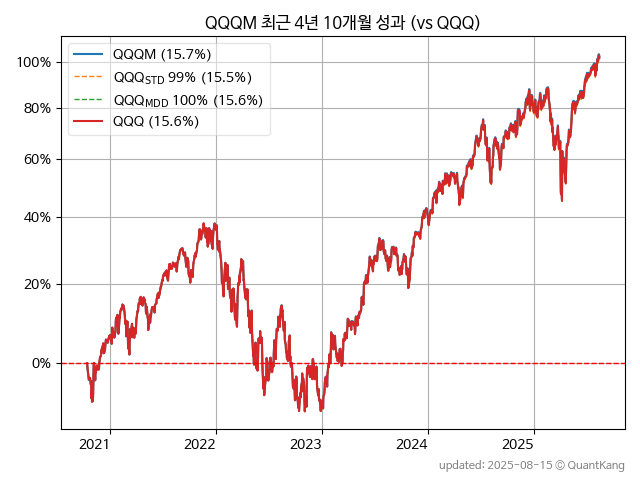 QQQM 최근 4년 10개월 성과 (vs QQQ)
100%
80%
60%
40%
20%
0%
QQQM (15.7%)
QQQSTD 99% (15.5%)
QQQMDD 100% (15.6%)
QQQ (15.6%)
2021 2022 2023 2024 2025
updated: 2025-08-15 © QuantKang